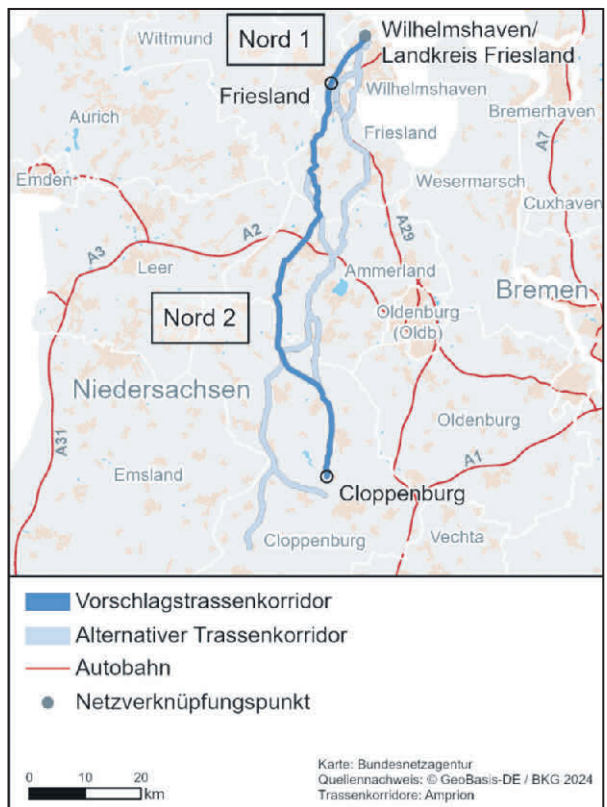 Wittmund
Nord 1
Wilhelmshaven/
Landkreis Friesland
Friesland
Wilhelmshaven
Aurich
Bremerhaven
A7
Friesland
Emden
Wesermarsch
Cuxhaven
A2
A29
A3
Leer
Ammerland
Bremen
Nord 2
Oldenburg
(Oldb)
Niedersachsen
A31
Oldenburg
Emsland
A1
Cloppenburg
Cloppenburg
Vechta
Vorschlagstrassenkorridor
Alternativer Trassenkorridor
Autobahn
Netzverknüpfungspunkt
0 10 20
km
Karte: Bundesnetzagentur
Quellennachweis: © GeoBasis-DE / BKG 2024
Trassenkorridore: Amprion